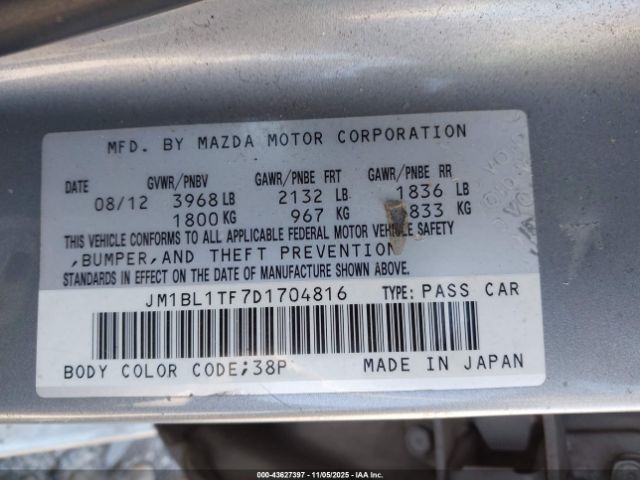 MFD. BY MAZDA MOTOR CORPORATION
DATE GVWR/PNBV GAWR/PNBE FRT GAWR/PNBE RR
08/12 3968 LB 2132 LB 1836 LB
1800 KG 967 KG 833 KG
THIS VEHICLE CONFORMS TO ALL APPLICABLE FEDERAL MOTOR VEHICLE SAFETY
,BUMPER,AND THEFT PREVENTION
STANDARDS IN EFFECT ON THE DATE OF MANUFACTURE SHOWN ABOVE.
JM1BL1TF7D1704816 TYPE: PASS CAR
BODY COLOR CODE;38P MADE IN JAPAN
000-43627397 - 11/05/2025 - IAA Inc.